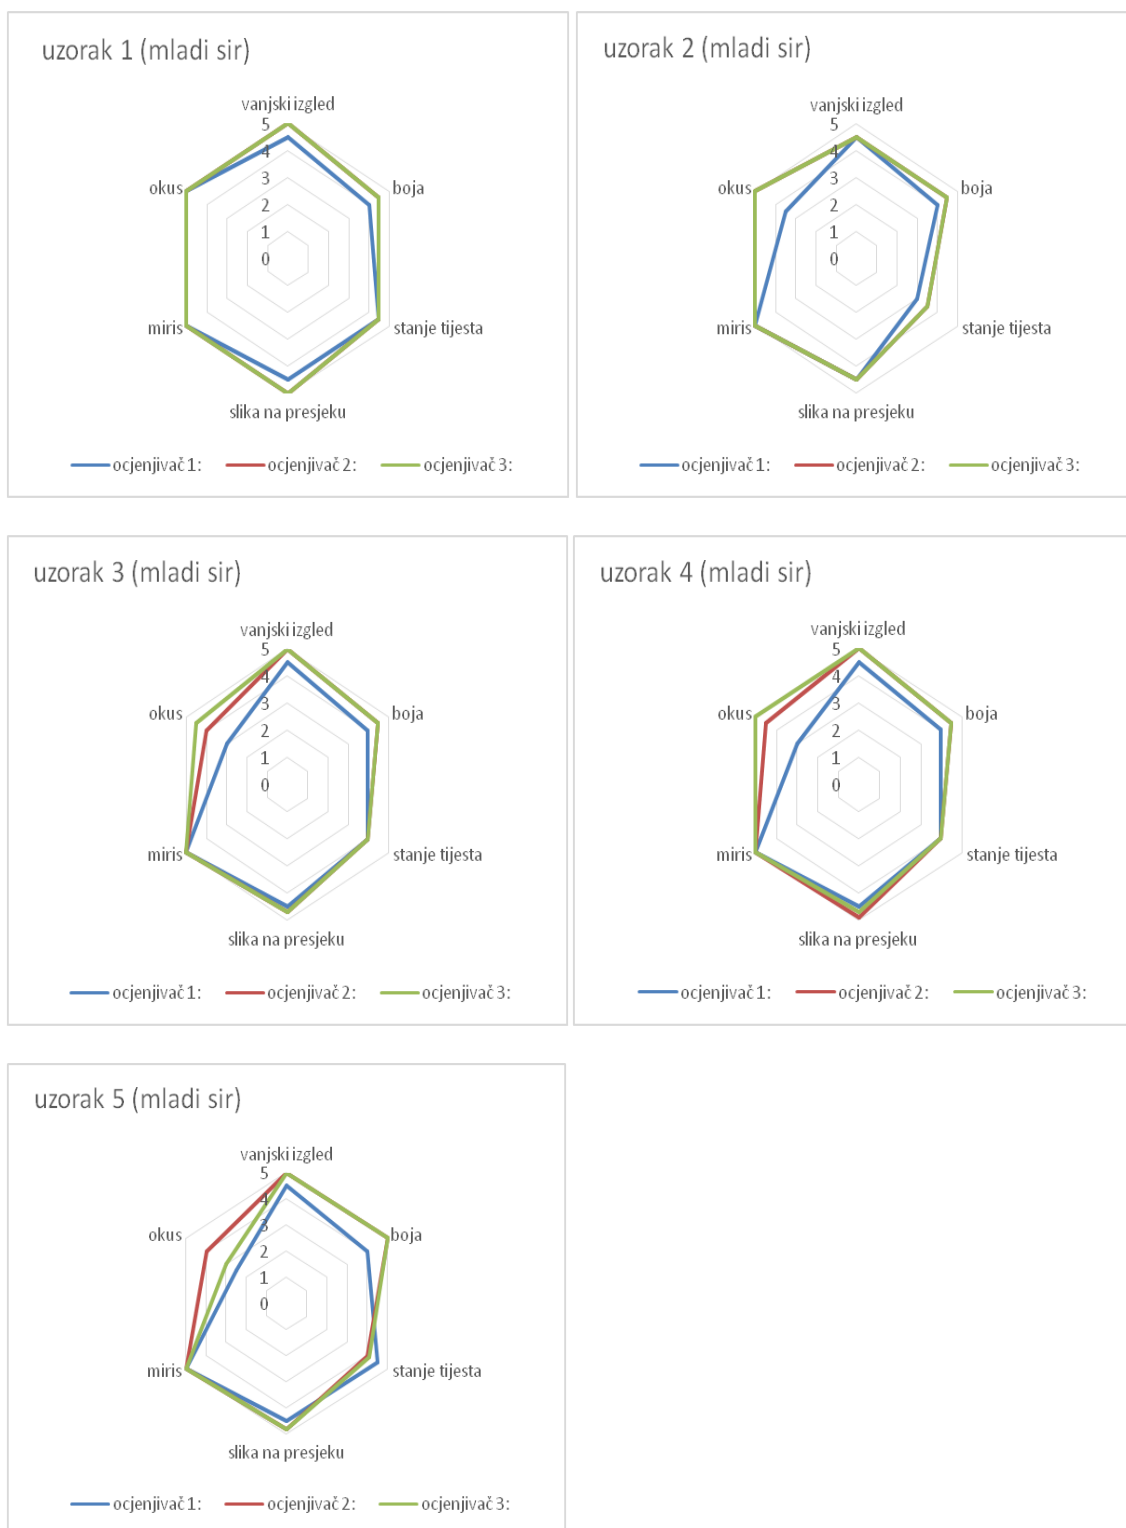 uzorak 1 (mladi sir)
vanjski izgled
5
4
3
2
1
0
boja
stanje tijesta
slika na presjeku
miris
okus
ocjenjivač 1:
ocjenjivač 2:
ocjenjivač 3:
uzorak 2 (mladi sir)
vanjski izgled
5
4
3
2
1
0
boja
stanje tijesta
slika na presjeku
miris
okus
ocjenjivač 1:
ocjenjivač 2:
ocjenjivač 3:
uzorak 3 (mladi sir)
vanjski izgled
5
4
3
2
1
0
boja
stanje tijesta
slika na presjeku
miris
okus
ocjenjivač 1:
ocjenjivač 2:
ocjenjivač 3:
uzorak 4 (mladi sir)
vanjski izgled
5
4
3
2
1
0
boja
stanje tijesta
slika na presjeku
miris
okus
ocjenjivač 1:
ocjenjivač 2:
ocjenjivač 3:
uzorak 5 (mladi sir)
vanjski izgled
5
4
3
2
1
0
boja
stanje tijesta
slika na presjeku
miris
okus
ocjenjivač 1:
ocjenjivač 2:
ocjenjivač 3: